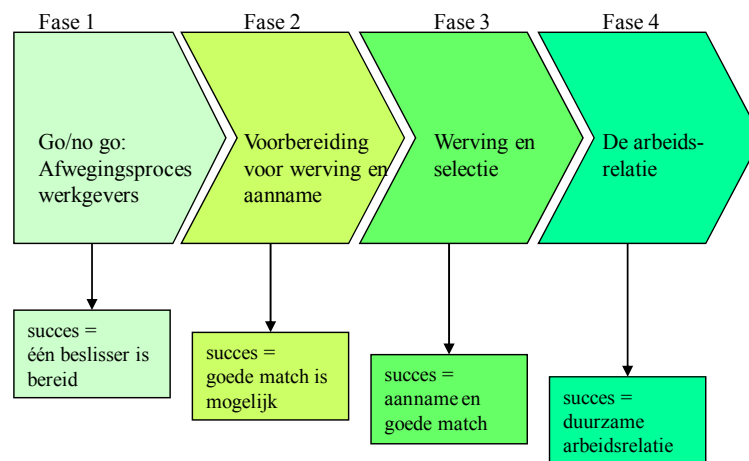 Fase 1
Fase 2
Fase 3
Fase 4
Go/no go:
Afwegingsproces
werkgevers
Voorbereiding
voor werving en
aanname
Werving en
selectie
De arbeids-
relatie
succes =
één beslisser is
bereid
succes =
goede match is
mogelijk
succes =
aanname en
goede match
succes =
duurzame
arbeidsrelatie